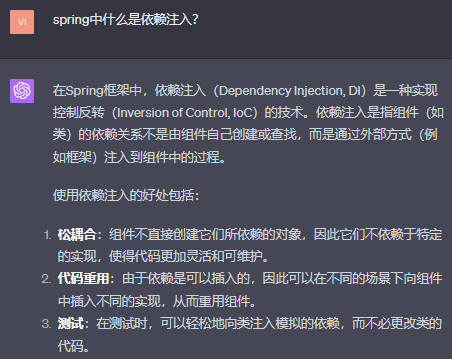 VI
spring中什么是依赖注入?
在Spring框架中，依赖注入（Dependency Injection, DI）是一种实现
控制反转（Inversion of Control, IoC）的技术。依赖注入是指组件（如
类）的依赖关系不是由组件自己创建或查找，而是通过外部方式（例
如框架）注入到组件中的过程。
使用依赖注入的好处包括：
1. 松耦合：组件不直接创建它们所依赖的对象，因此它们不依赖于特定
的实现，使得代码更加灵活和可维护。
2. 代码重用：由于依赖是可以插入的，因此可以在不同的场景下向组件
中插入不同的实现，从而重用组件。
3. 测试：在测试时，可以轻松地向类注入模拟的依赖，而不必更改类的
代码。